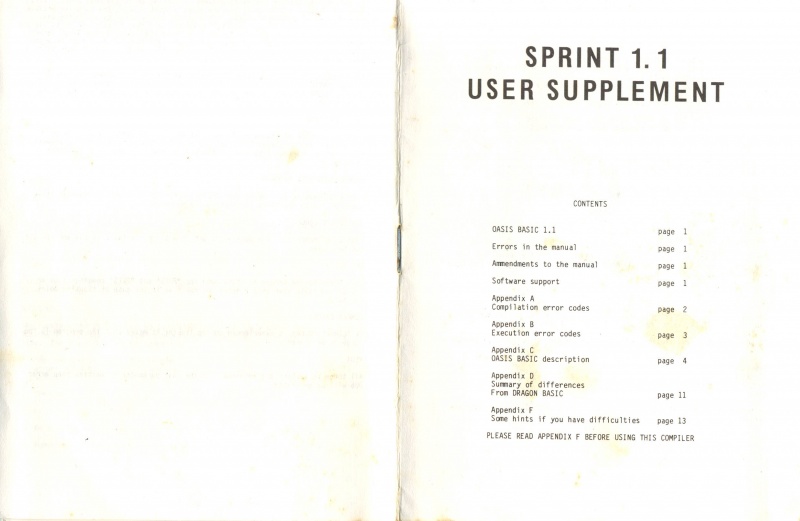 SPRINT 1.1
USER SUPPLEMENT
CONTENTS
OASIS BASIC 1.1 page 1
Errors in the manual page 1
Ammendments to the manual page 1
Software support page 1
Appendix A
Compilation error codes page 2
Appendix B
Execution error codes page 3
Appendix C
OASIS BASIC description page 4
Appendix D
Summary of differences
From DRAGON BASIC page 11
Appendix F
Some hints if you have difficulties page 13
PLEASE READ APPENDIX F BEFORE USING THIS COMPILER